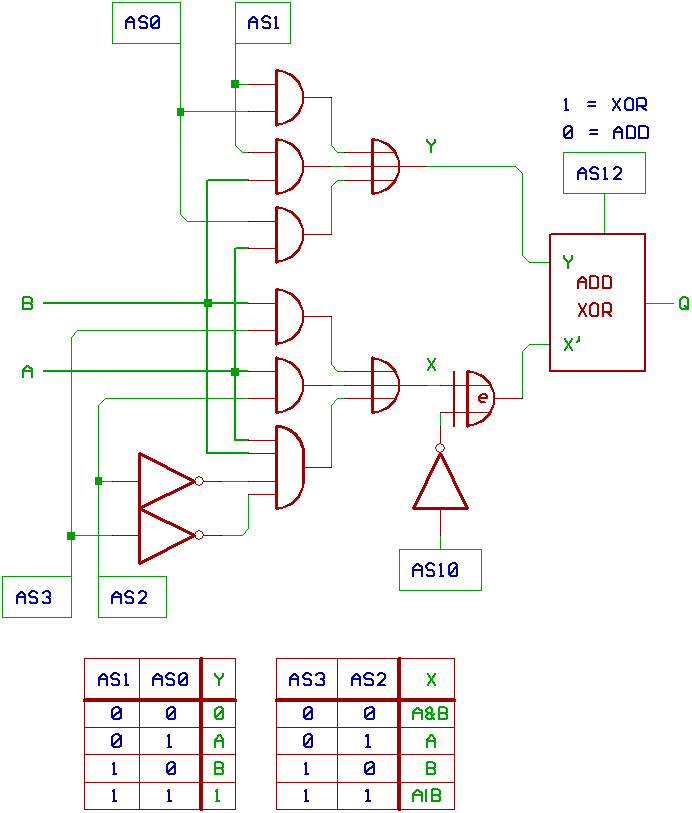 AS0 AS1
1 = XOR
0 = ADD
Y
AS12
Y
ADD
B Q
XOR
X'
X
A
e
AS10
AS3 AS2
AS1 AS0 Y AS3 AS2 X
0 0 0 0 0 A&B
0 1 A 0 1 A
1 0 B 1 0 B
1 1 1 1 1 A|B